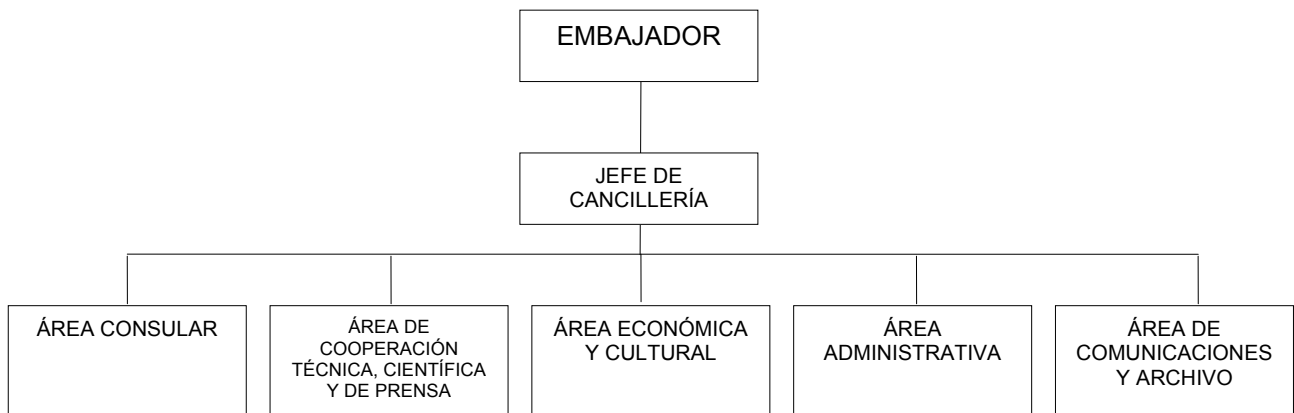 EMBAJADOR
JEFE DE
CANCILLERÍA
ÁREA CONSULAR
ÁREA DE
COOPERACIÓN
TÉCNICA, CIENTÍFICA
Y DE PRENSA
ÁREA ECONÓMICA
Y CULTURAL
ÁREA
ADMINISTRATIVA
ÁREA DE
COMUNICACIONES
Y ARCHIVO